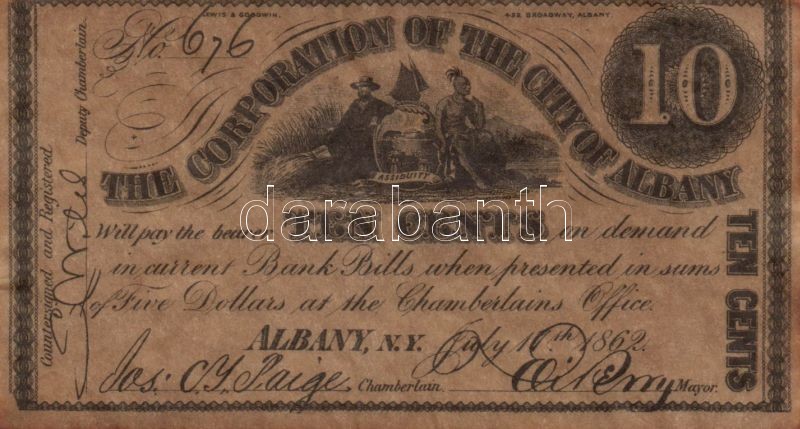 LEWIS & GOODWIN,
452 BROADWAY, ALBANY.
No. 676
THE CORPORATION OF THE CITY OF ALBANY
10
ASSIDUITY
Will pay the bearer TEN CENTS on demand
in current Bank Bills when presented in sums
of Five Dollars at the Chamberlains Office.
ALBANY, N.Y. July 10th 1862.
Jos: C.Y. Paige Chamberlain. Mayor.
TEN CENTS
Countersigned and Registered
Deputy Chamberlain.
darabanth